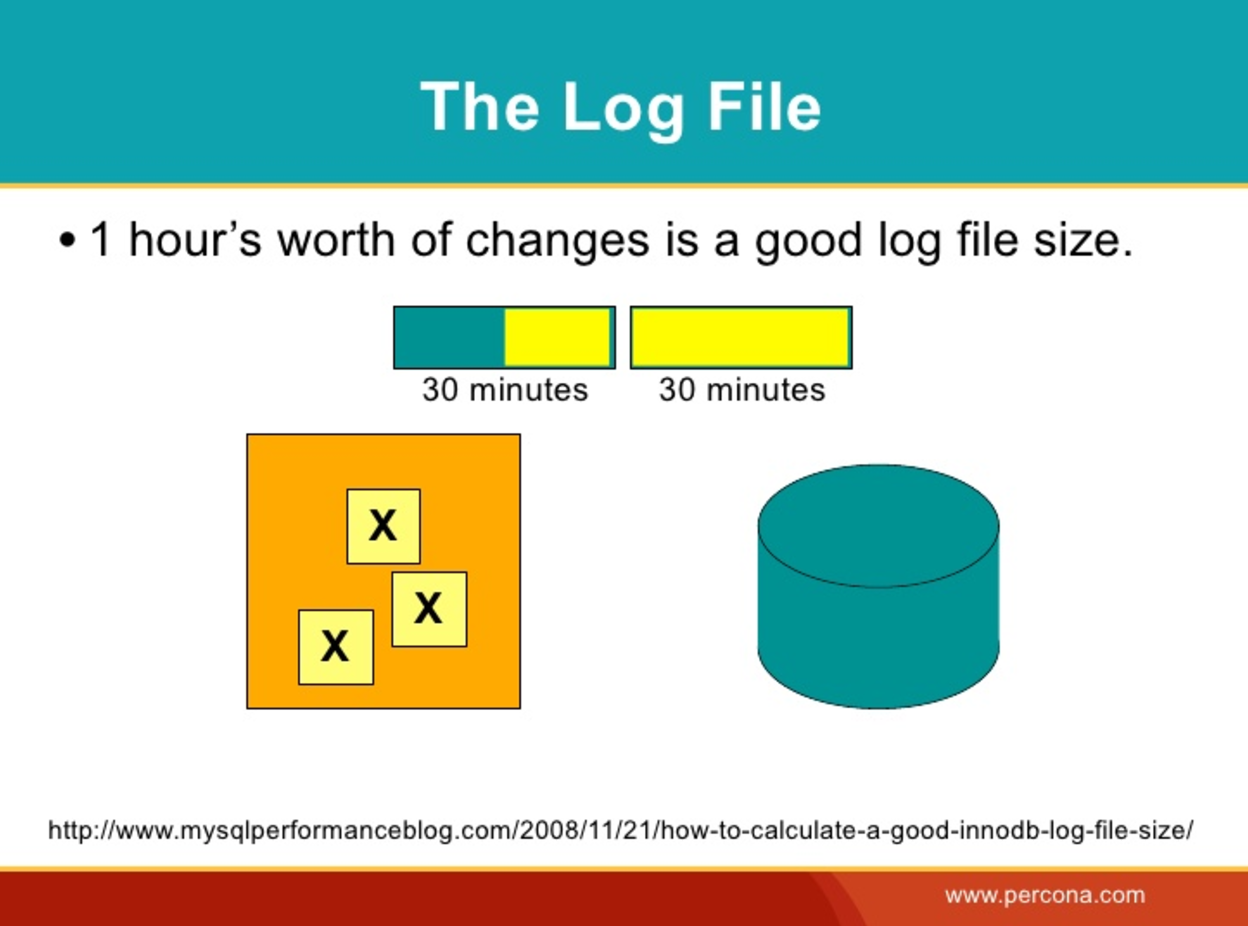 The Log File
• 1 hour’s worth of changes is a good log file size.
30 minutes 30 minutes
X
X
X
http://www.mysqlperformanceblog.com/2008/11/21/how-to-calculate-a-good-innodb-log-file-size/
www.percona.com